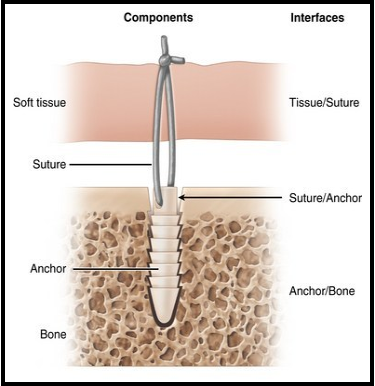 Components
Interfaces
Soft tissue
Tissue/Suture
Suture
Suture/Anchor
Anchor
Anchor/Bone
Bone